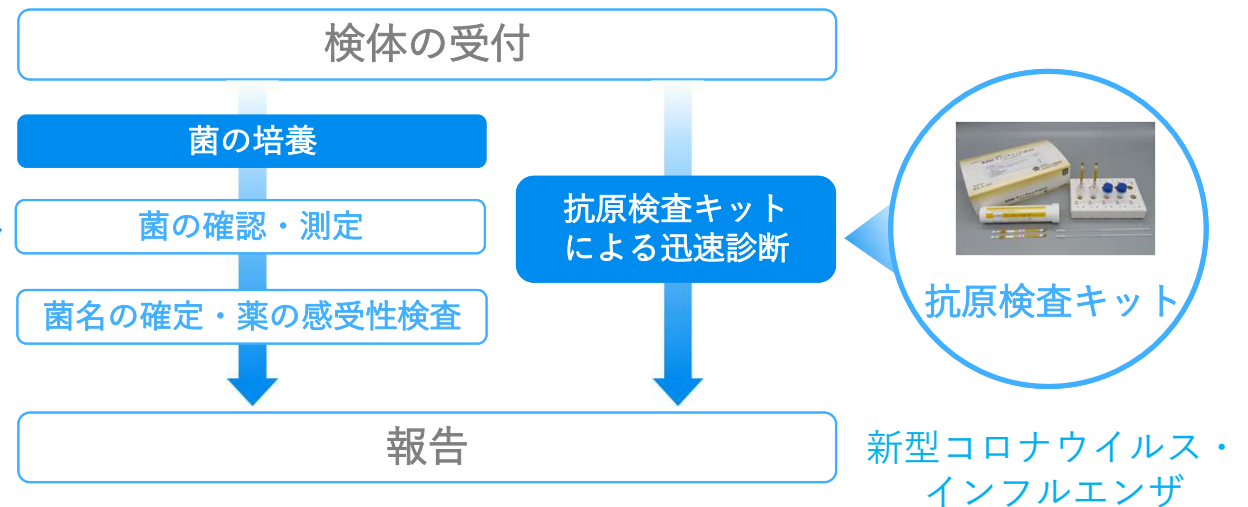 検体の受付
菌の培養
菌の確認・測定
菌名の確定・薬の感受性検査
抗原検査キット
による迅速診断
抗原検査キット
報告
新型コロナウイルス・
インフルエンザ